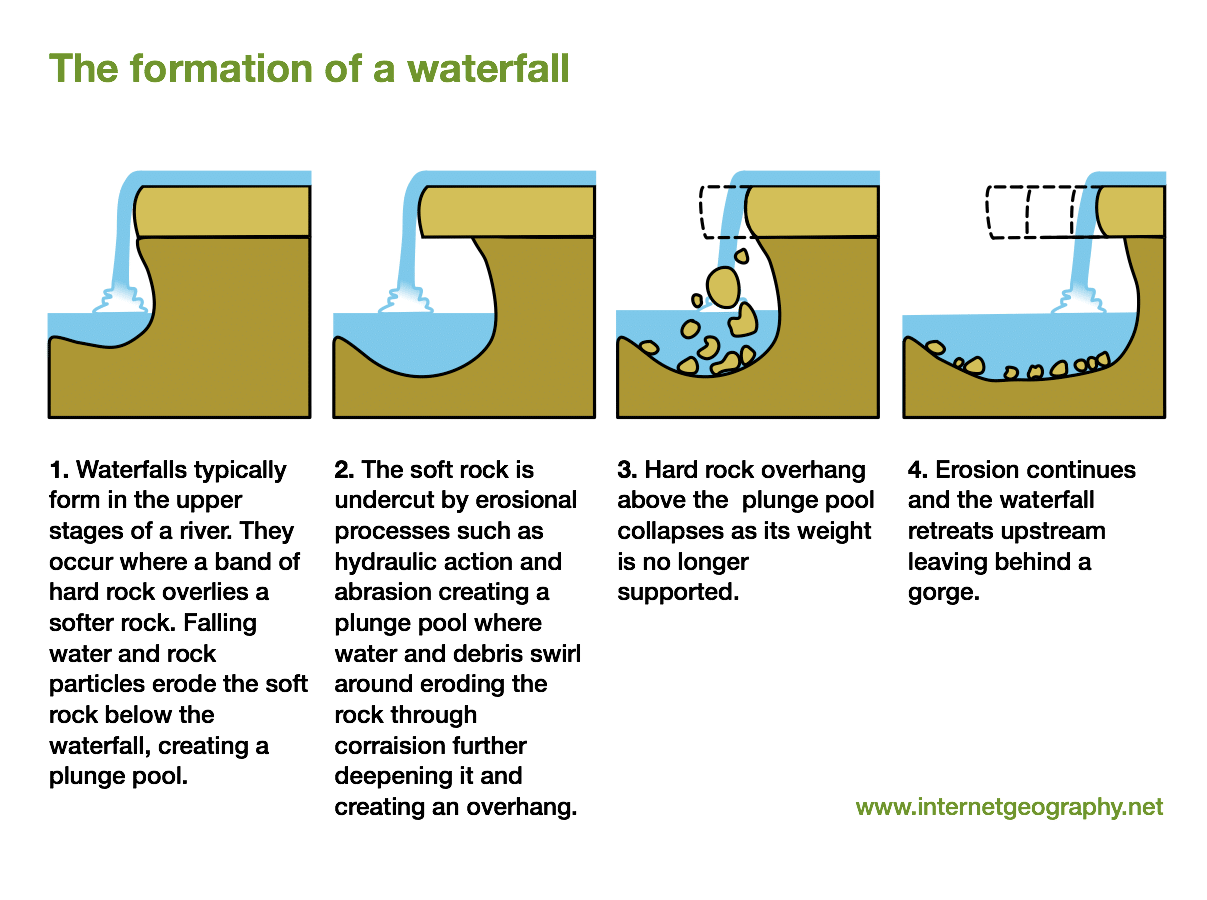 The formation of a waterfall
1. Waterfalls typically
form in the upper
stages of a river. They
occur where a band of
hard rock overlies a
softer rock. Falling
water and rock
particles erode the soft
rock below the
waterfall, creating a
plunge pool.
2. The soft rock is
undercut by erosional
processes such as
hydraulic action and
abrasion creating a
plunge pool where
water and debris swirl
around eroding the
rock through
corraision further
deepening it and
creating an overhang.
3. Hard rock overhang
above the  plunge pool
collapses as its weight
is no longer
supported.
4. Erosion continues
and the waterfall
retreats upstream
leaving behind a
gorge.
www.internetgeography.net